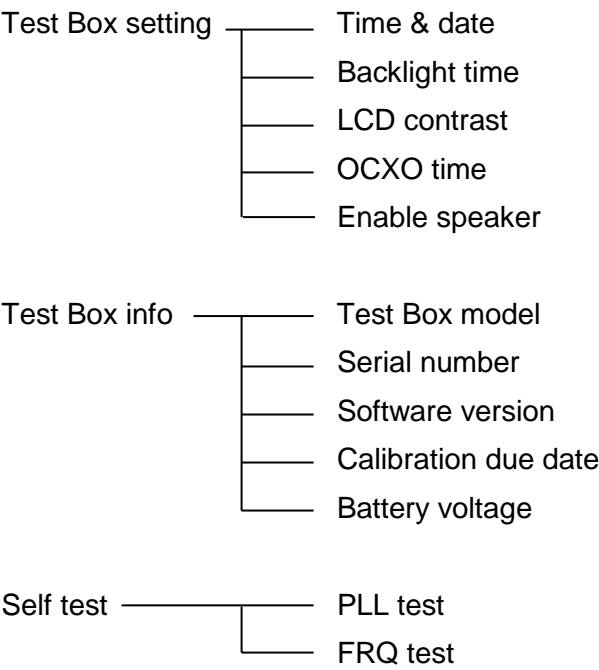 Test Box setting Time & date
Backlight time
LCD contrast
OCXO time
Enable speaker
Test Box info Test Box model
Serial number
Software version
Calibration due date
Battery voltage
Self test PLL test
FRQ test